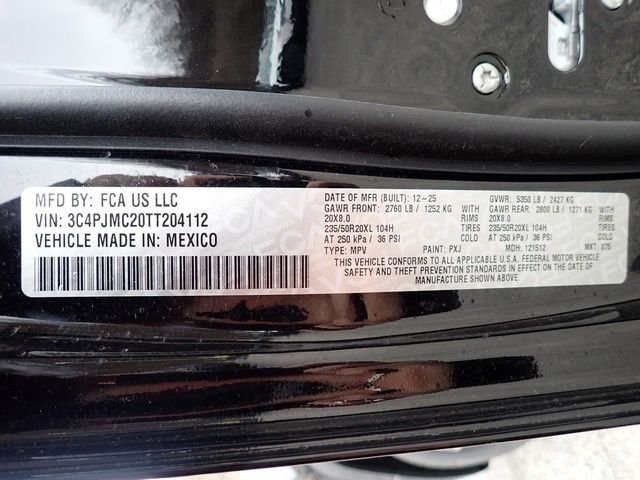 MFD BY: FCA US LLC
VIN: 3C4PJMC20TT204112
VEHICLE MADE IN: MEXICO
DATE OF MFR (BUILT): 12-25 GVWR: 5350 LB / 2427 KG
GAWR FRONT: 2760 LB / 1252 KG WITH GAWR REAR: 2800 LB / 1271 KG WITH
20X8.0 RIMS 20X8.0 RIMS
235/50R20XL 104H TIRES 235/50R20XL 104H TIRES
AT 250 kPa / 36 PSI COLD AT 250 kPa / 36 PSI COLD
TYPE: MPV PAINT: PXJ MDH: 121512 MKT: 875
THIS VEHICLE CONFORMS TO ALL APPLICABLE U.S.A. FEDERAL MOTOR VEHICLE
SAFETY AND THEFT PREVENTION STANDARDS IN EFFECT ON THE DATE OF
MANUFACTURE SHOWN ABOVE.